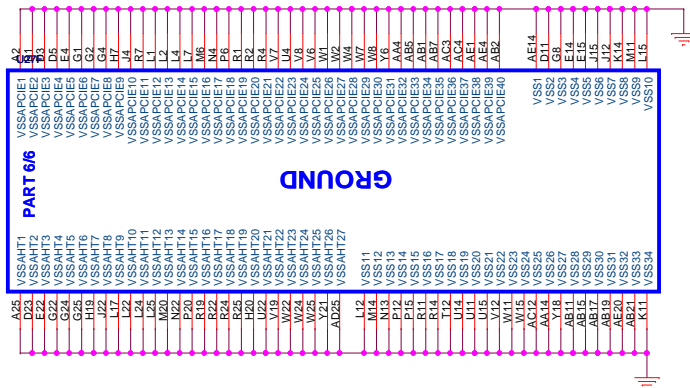 A2
B1
D3
D5
E4
G1
G2
G4
H7
J4
R7
L1
L2
L4
L7
M6
N4
P6
R1
R2
R4
V7
U4
V8
V6
W1
W2
W4
W7
W8
Y6
AA4
AB5
AB1
AB7
AC3
AC4
AE1
AE4
AB2
AE14
D11
G8
E14
E15
J15
J12
K14
M11
L15
VSSAPCIE1
VSSAPCIE2
VSSAPCIE3
VSSAPCIE4
VSSAPCIE5
VSSAPCIE6
VSSAPCIE7
VSSAPCIE8
VSSAPCIE9
VSSAPCIE10
VSSAPCIE11
VSSAPCIE12
VSSAPCIE13
VSSAPCIE14
VSSAPCIE15
VSSAPCIE16
VSSAPCIE17
VSSAPCIE18
VSSAPCIE19
VSSAPCIE20
VSSAPCIE21
VSSAPCIE22
VSSAPCIE23
VSSAPCIE24
VSSAPCIE25
VSSAPCIE26
VSSAPCIE27
VSSAPCIE28
VSSAPCIE29
VSSAPCIE30
VSSAPCIE31
VSSAPCIE32
VSSAPCIE33
VSSAPCIE34
VSSAPCIE35
VSSAPCIE36
VSSAPCIE37
VSSAPCIE38
VSSAPCIE39
VSSAPCIE40
VSS1
VSS2
VSS3
VSS4
VSS5
VSS6
VSS7
VSS8
VSS9
VSS10
PART 6/6
GROUND
VSSAHT1
VSSAHT2
VSSAHT3
VSSAHT4
VSSAHT5
VSSAHT6
VSSAHT7
VSSAHT8
VSSAHT9
VSSAHT10
VSSAHT11
VSSAHT12
VSSAHT13
VSSAHT14
VSSAHT15
VSSAHT16
VSSAHT17
VSSAHT18
VSSAHT19
VSSAHT20
VSSAHT21
VSSAHT22
VSSAHT23
VSSAHT24
VSSAHT25
VSSAHT26
VSSAHT27
VSS11
VSS12
VSS13
VSS14
VSS15
VSS16
VSS17
VSS18
VSS19
VSS20
VSS21
VSS22
VSS23
VSS24
VSS25
VSS26
VSS27
VSS28
VSS29
VSS30
VSS31
VSS32
VSS33
VSS34
A25
D23
E22
G22
G24
G25
H19
J22
L17
L22
L24
L25
M20
N22
P20
R19
R22
R24
R25
H20
U22
V19
W22
W24
W25
Y21
AD25
L12
M14
N13
P12
P15
R11
R14
T12
U14
U11
U15
V12
W11
W15
AC12
AA14
Y18
AB11
AB15
AB17
AB19
AE20
AB21
K11